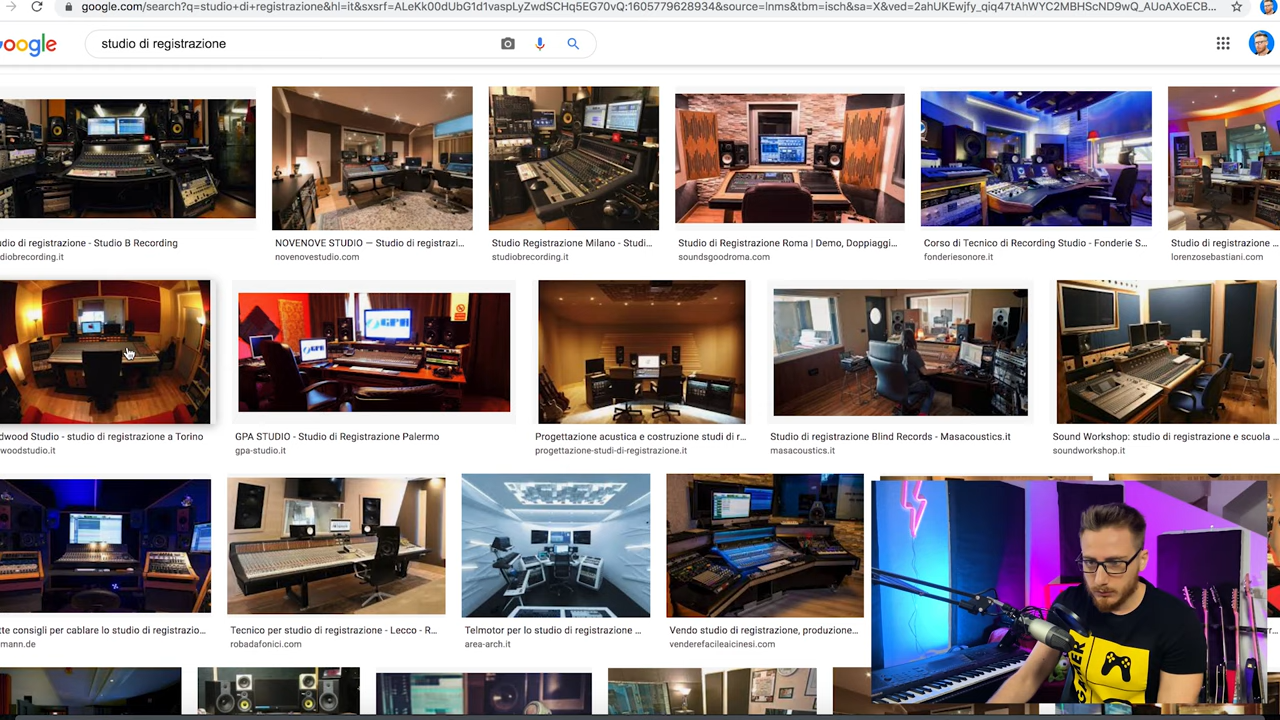 google.com/search?q=studio+di+registrazione&hl=it&sxsrf=ALeKk00dUbG1d1vaspLyZwdSCHq5EG70vQ:1605779628934&source=lnms&tbm=isch&sa=X&ved=2ahUKEwjfy_qiq47tAhWYC2MBHScND9wQ_AUoAXoECB...
oogle
studio di registrazione
udio di registrazione - Studio B Recording
NOVENOVE STUDIO — Studio di registrazi...
Studio Registrazione Milano - Studi...
Studio di Registrazione Roma | Demo, Doppiaggi...
Corso di Tecnico di Recording Studio - Fonderie S...
Studio di registrazione ...
udiobrecording.it
novenovestudio.com
studiobrecording.it
soundsgoodroma.com
fonderiesonore.it
lorenzosebastiani.com
GPA
dwood Studio - studio di registrazione a Torino
GPA STUDIO - Studio di Registrazione Palermo
Progettazione acustica e costruzione studi di r...
Studio di registrazione Blind Records - Masacoustics.it
Sound Workshop: studio di registrazione e scuola ...
woodstudio.it
gpa-studio.it
progettazione-studi-di-registrazione.it
masacoustics.it
soundworkshop.it
tte consigli per cablare lo studio di registrazio...
Tecnico per studio di registrazione - Lecco - R...
Telmotor per lo studio di registrazione ...
Vendo studio di registrazione, produzione...
mann.de
robadafonici.com
area-arch.it
venderefacileaicinesi.com